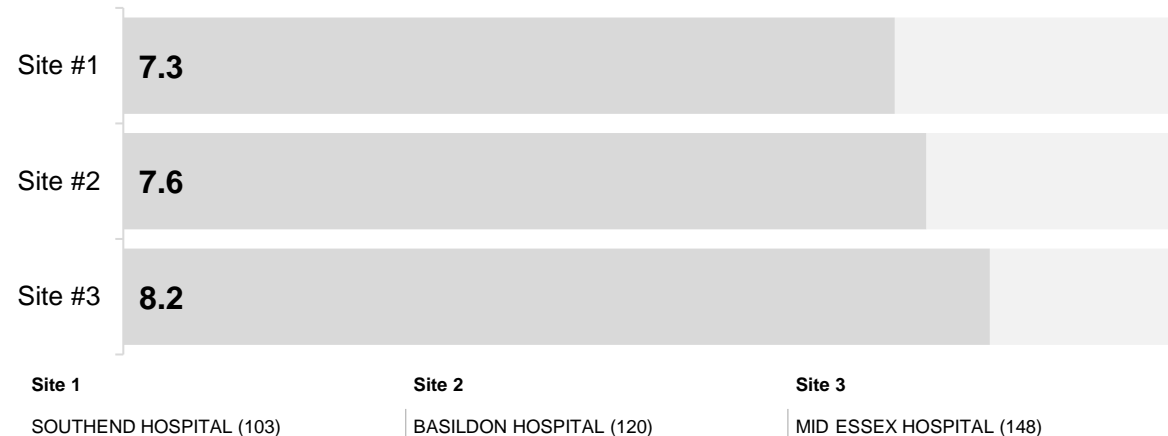 Site #1 7.3
Site #2 7.6
Site #3 8.2
Site 1 Site 2 Site 3
SOUTHEND HOSPITAL (103) BASILDON HOSPITAL (120) MID ESSEX HOSPITAL (148)